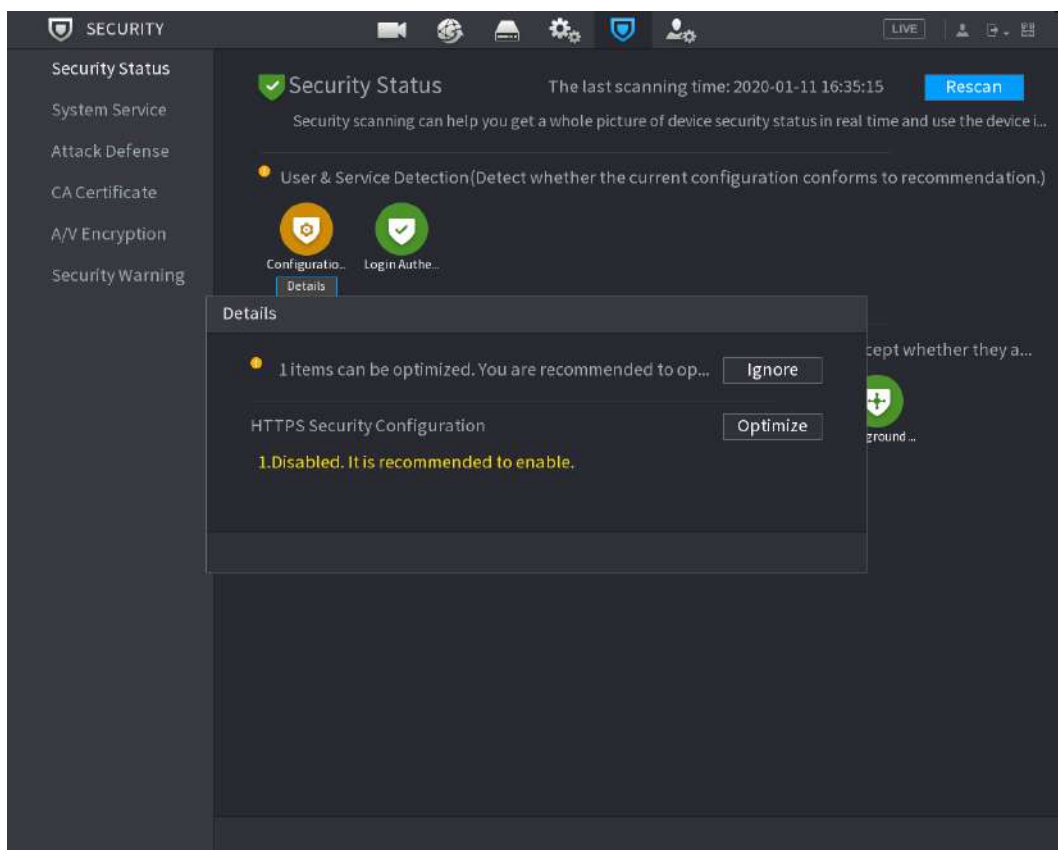 SECURITY
LIVE
Security Status
System Service
Attack Defense
CA Certificate
A/V Encryption
Security Warning
Security Status
The last scanning time: 2020-01-11 16:35:15
Rescan
Security scanning can help you get a whole picture of device security status in real time and use the device i...
User & Service Detection(Detect whether the current configuration conforms to recommendation.)
Configuratio...
Login Authe...
Details
Details
cept whether they a...
1 items can be optimized. You are recommended to op...
Ignore
ground ...
HTTPS Security Configuration
Optimize
1.Disabled. It is recommended to enable.